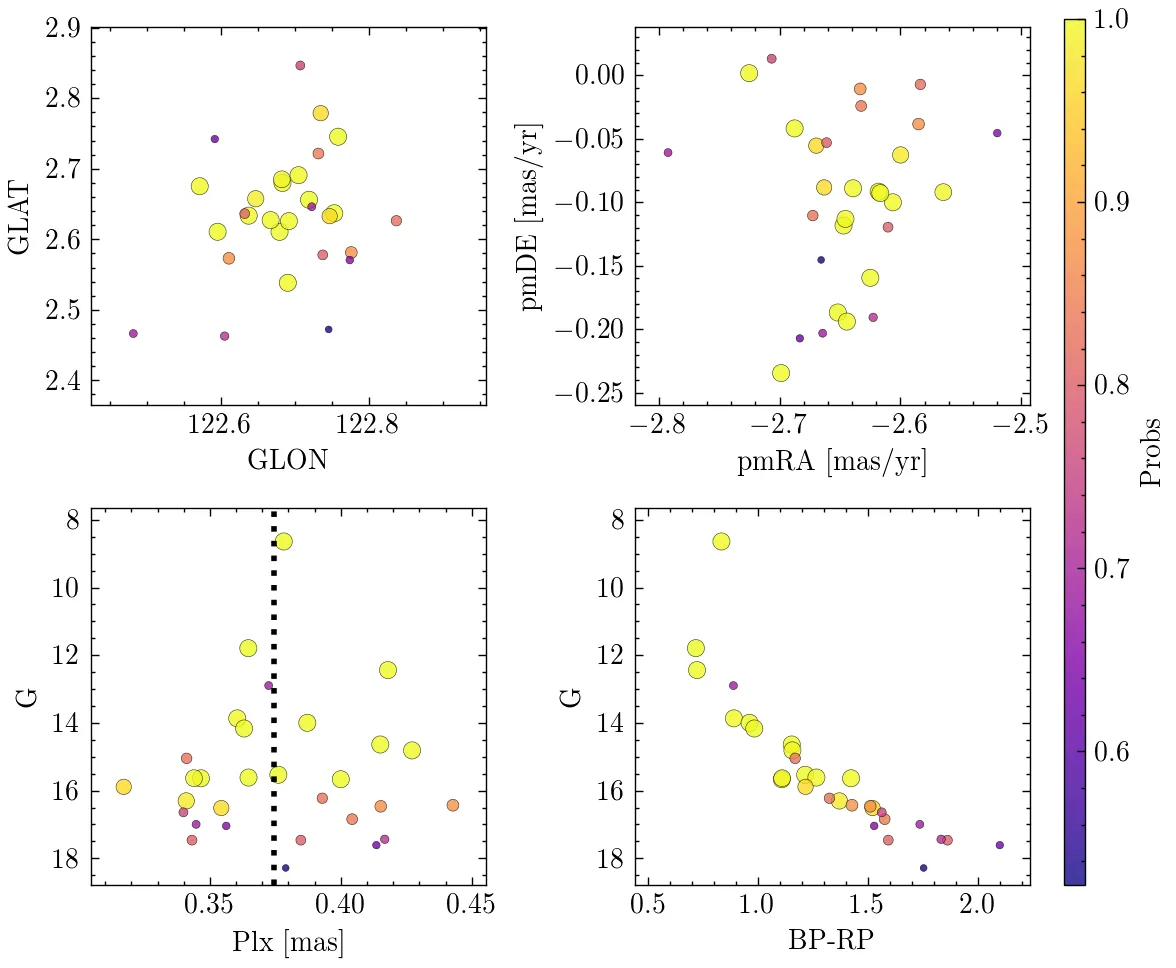 2.9
2.8
2.7
2.6
2.5
2.4
GLAT
122.6 122.8
GLON
0.00
−0.05
−0.10
−0.15
−0.20
−0.25
pmDE [mas/yr]
−2.8 −2.7 −2.6 −2.5
pmRA [mas/yr]
8
10
12
14
16
18
G
0.35 0.40 0.45
Plx [mas]
8
10
12
14
16
18
G
0.5 1.0 1.5 2.0
BP-RP
1.0
0.9
0.8
0.7
0.6
Probs